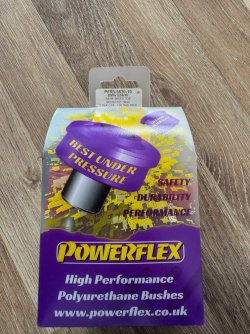 BEST UNDER
PRESSURE
SAFETY
DURABILITY
PERFORMANCE
POWERFLEX
High Performance
Polyurethane Bushes
www.powerflex.co.uk